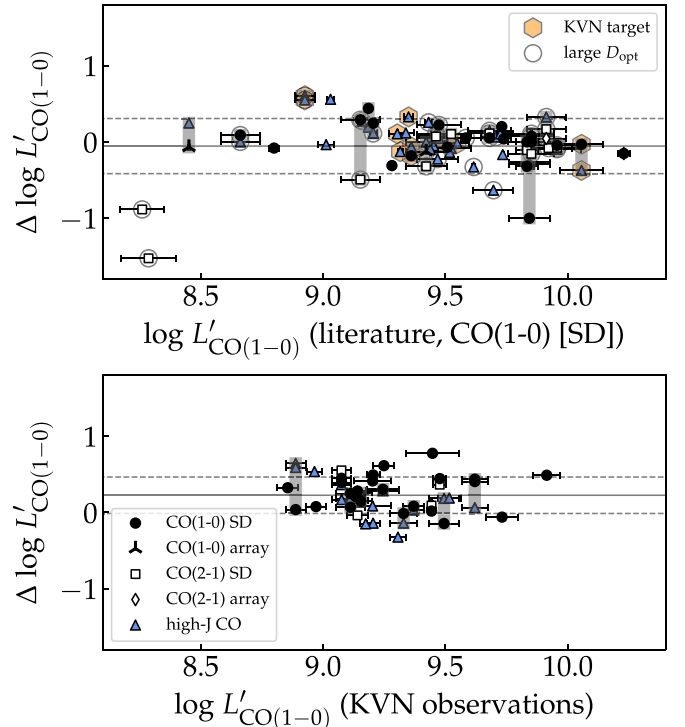 KVN target
large D_opt
1
0
−1
Δ log L′_CO(1−0)
8.5 9.0 9.5 10.0
log L′_CO(1−0) (literature, CO(1-0) [SD])
1
0
−1
Δ log L′_CO(1−0)
CO(1-0) SD
CO(1-0) array
CO(2-1) SD
CO(2-1) array
high-J CO
8.5 9.0 9.5 10.0
log L′_CO(1−0) (KVN observations)